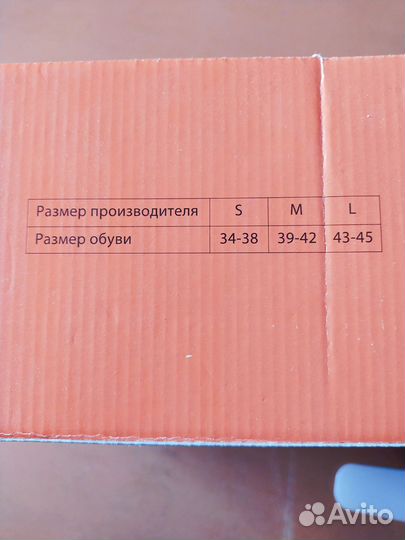 Размер производителя S M L
Размер обуви 34-38 39-42 43-45
Avito